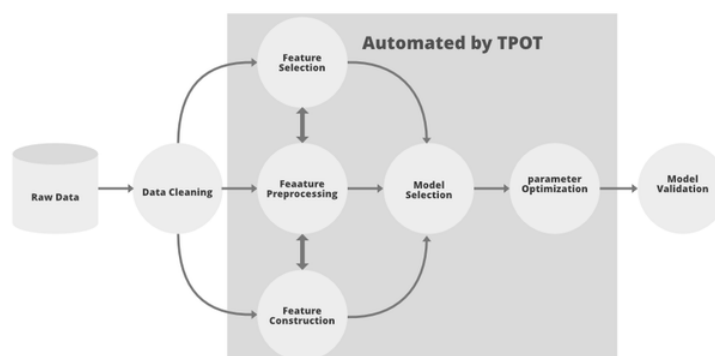 Automated by TPOT
Feature
Selection
Raw Data
Data Cleaning
Feaature
Preprocessing
Model
Selection
parameter
Optimization
Model
Validation
Feature
Construction